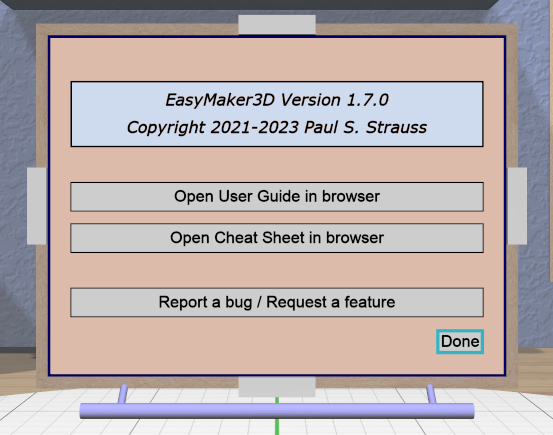 EasyMaker3D Version 1.7.0
Copyright 2021-2023 Paul S. Strauss
Open User Guide in browser
Open Cheat Sheet in browser
Report a bug / Request a feature
Done